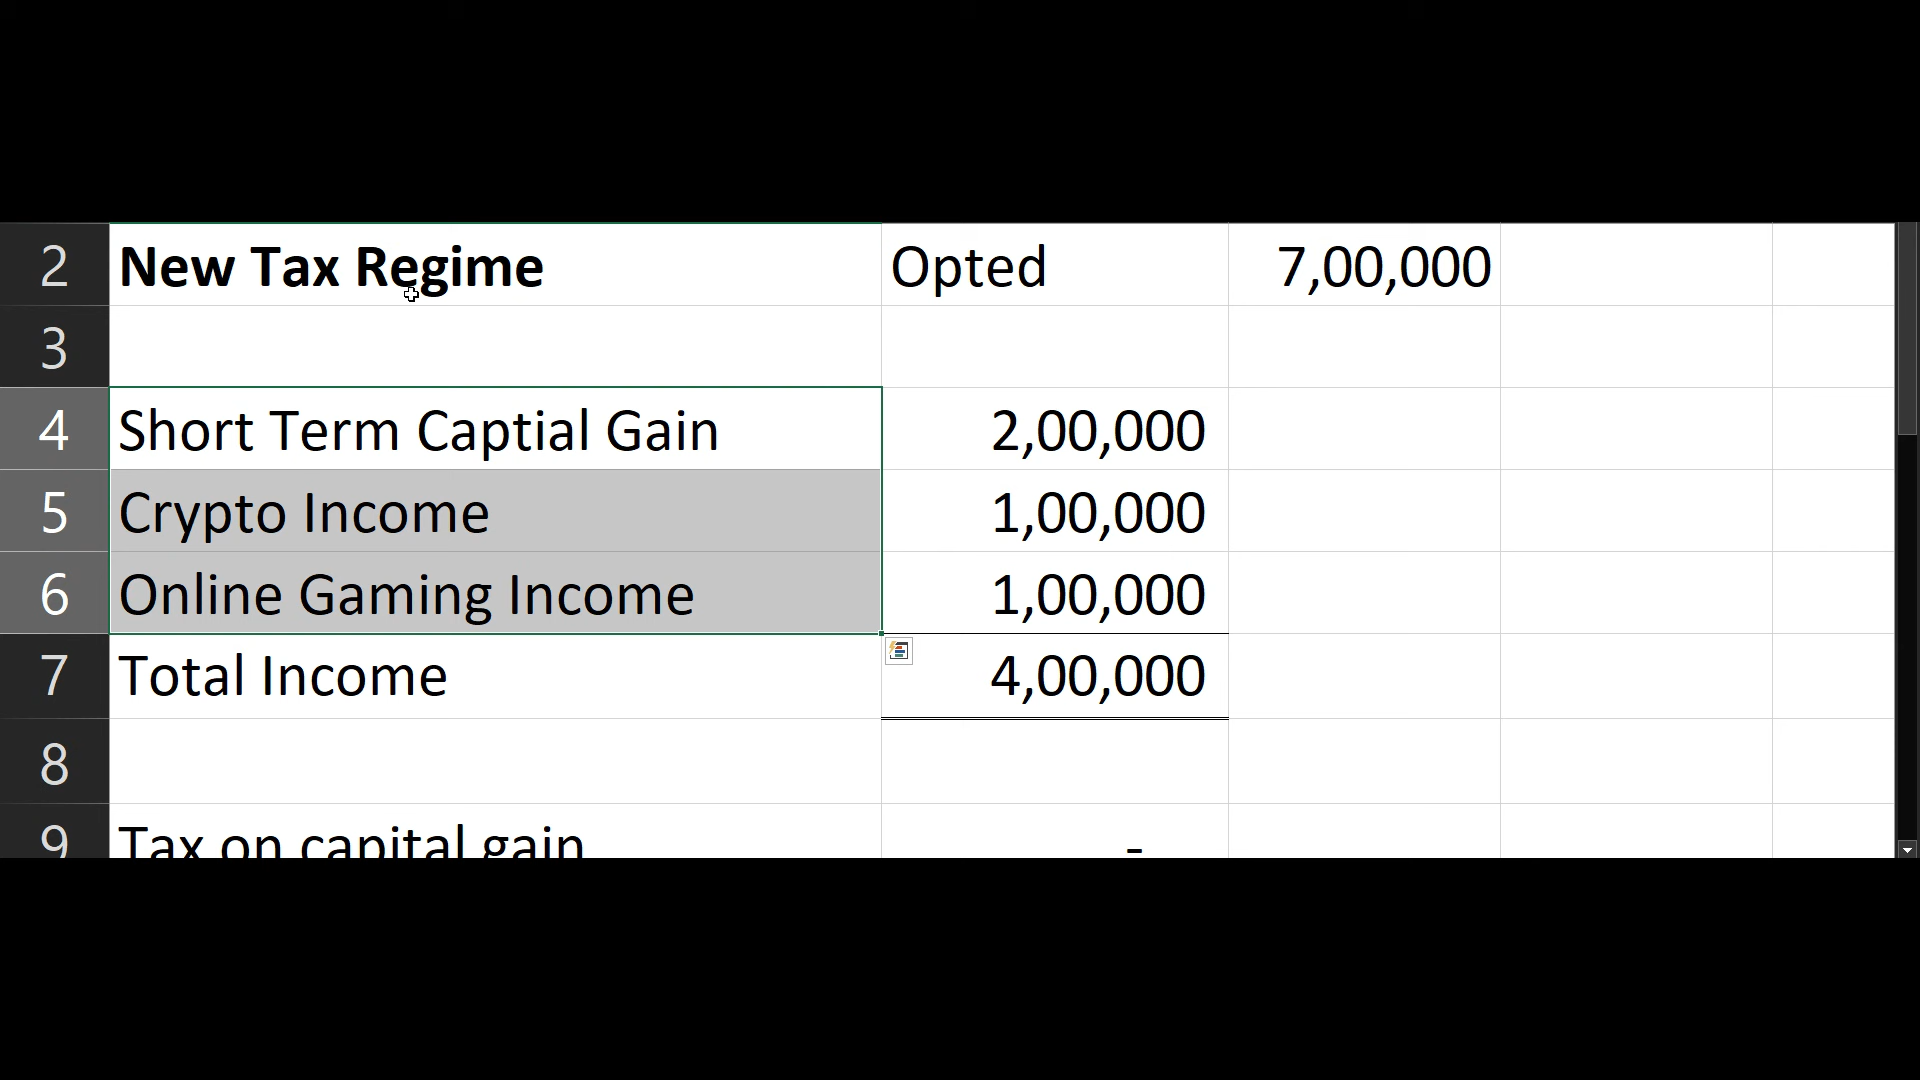 2 New Tax Regime Opted 7,00,000
3
4 Short Term Captial Gain 2,00,000
5 Crypto Income 1,00,000
6 Online Gaming Income 1,00,000
7 Total Income 4,00,000
8
9 Tax on capital gain -